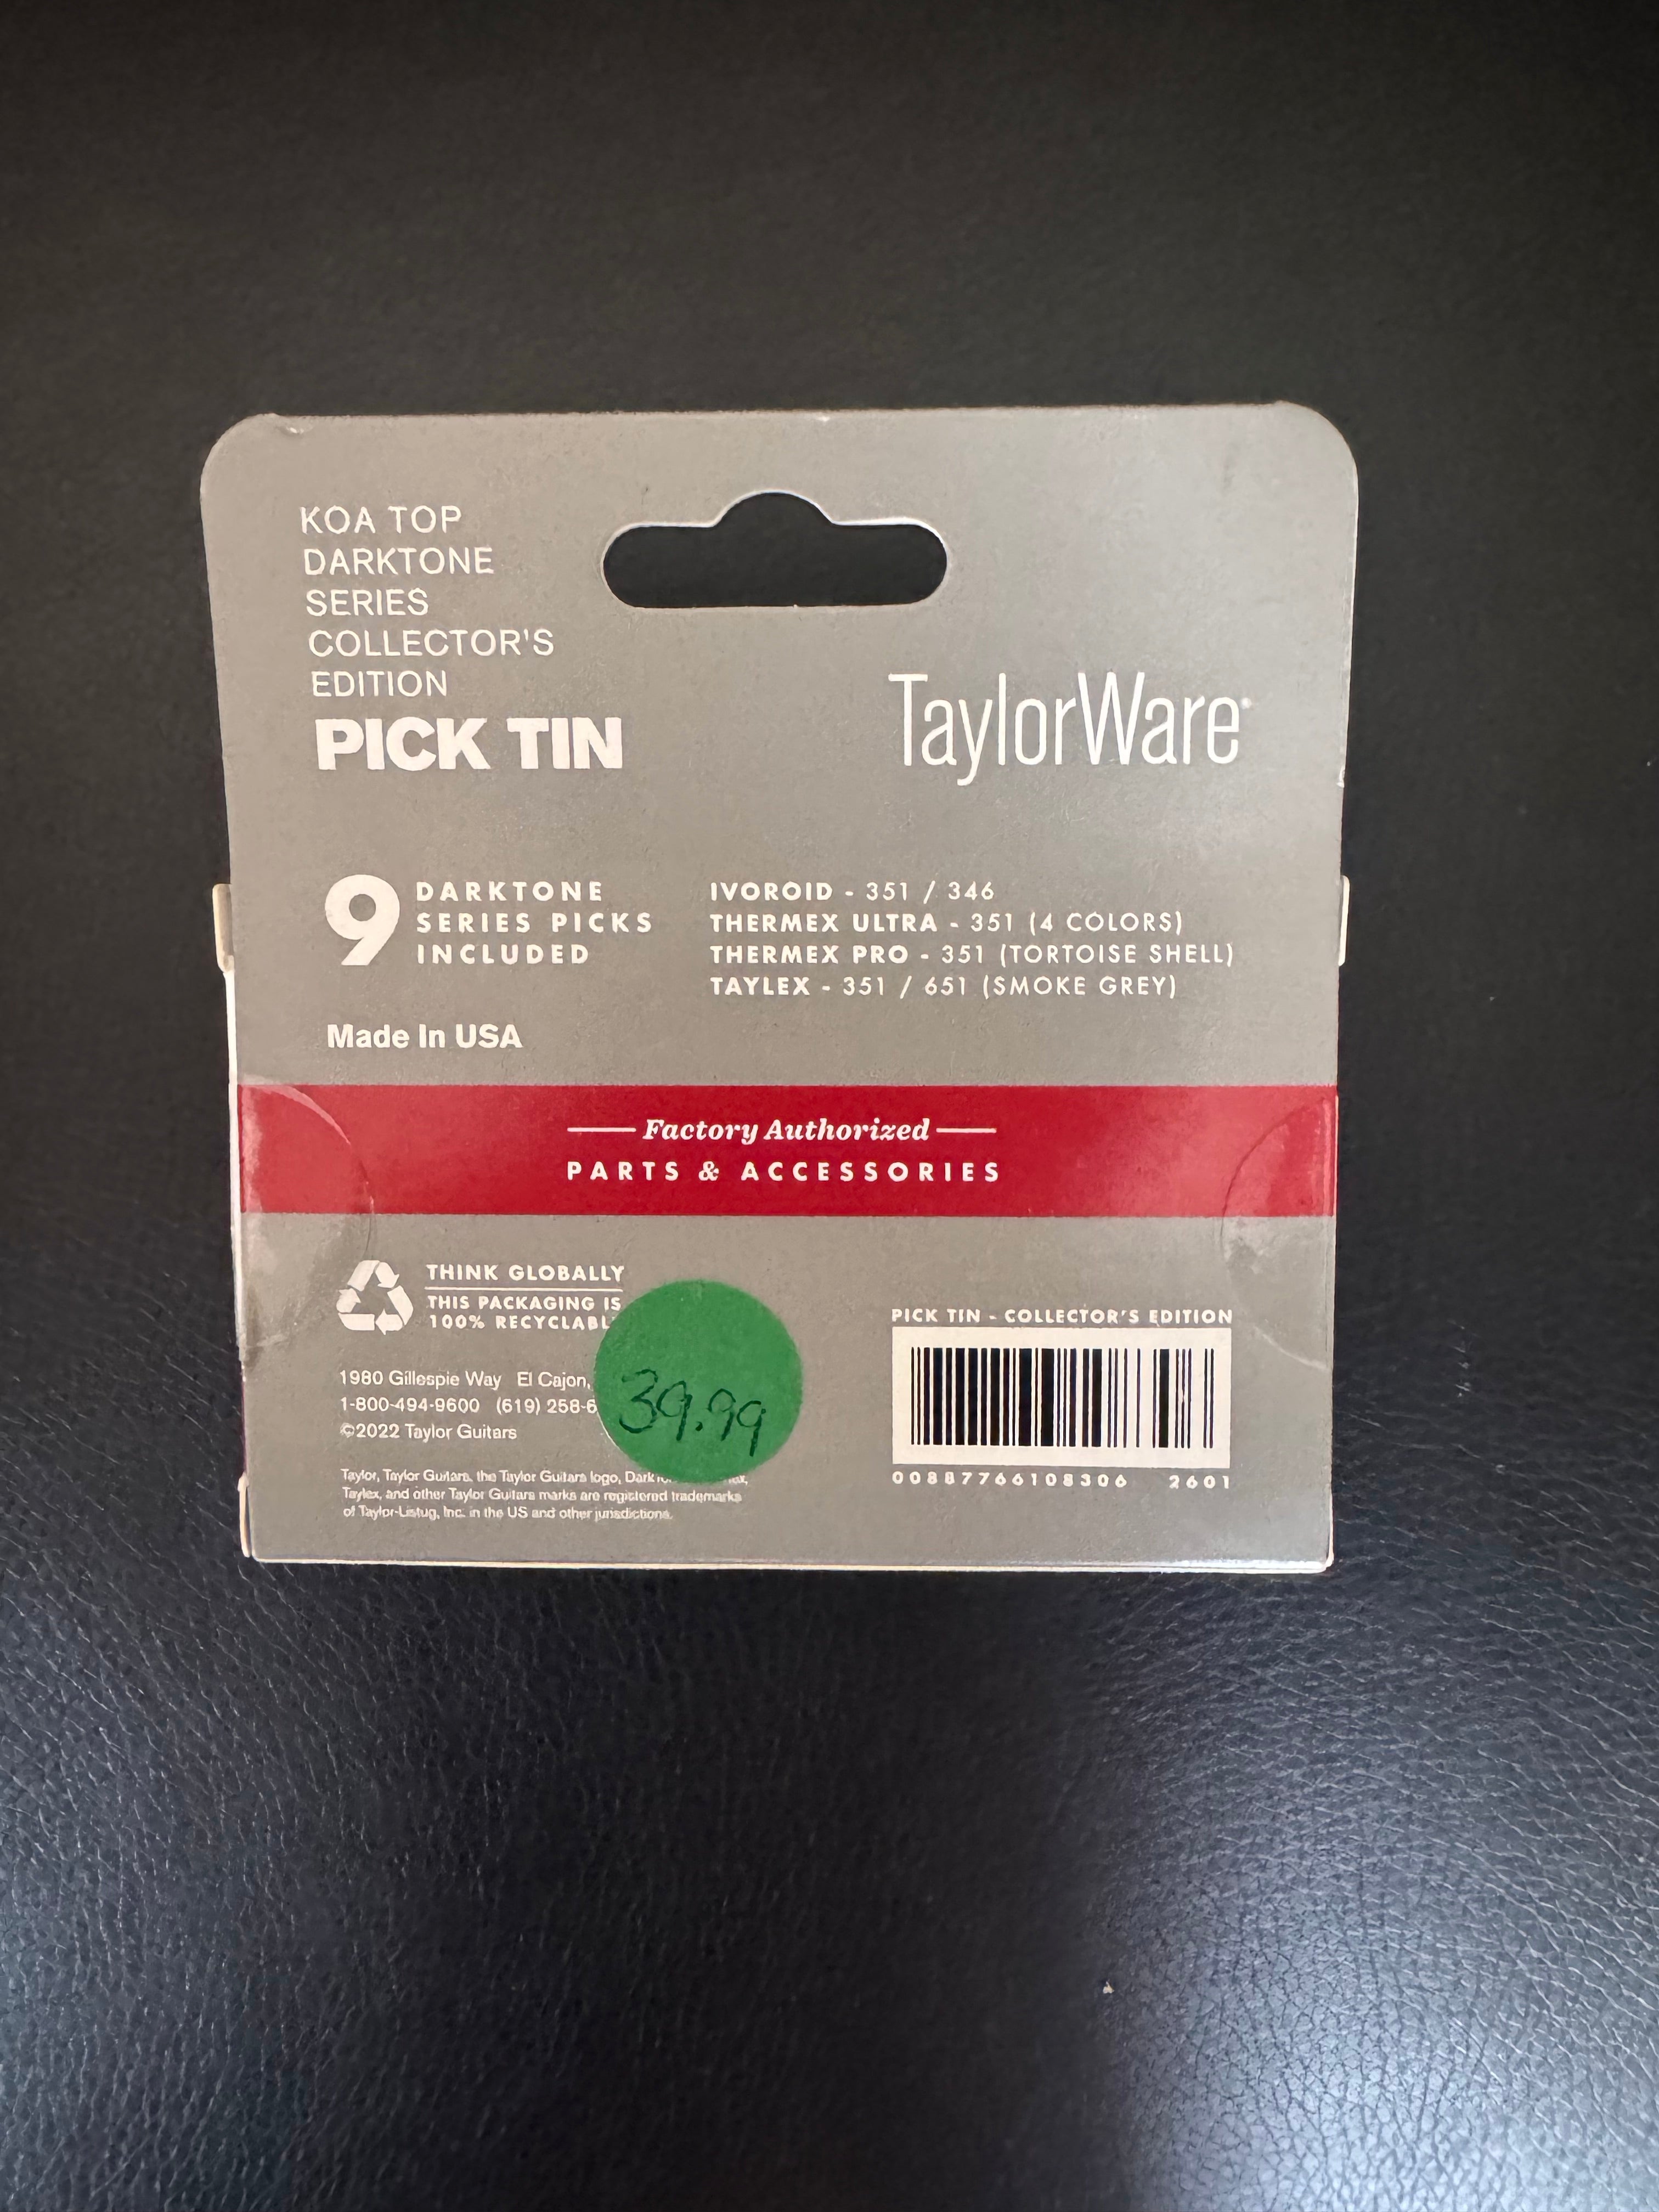 KOA TOP
DARKTONE
SERIES
COLLECTOR'S
EDITION
PICK TIN
TaylorWare
9 DARKTONE
SERIES PICKS
INCLUDED
IVOROID - 351 / 346
THERMEX ULTRA - 351 (4 COLORS)
THERMEX PRO - 351 (TORTOISE SHELL)
TAYLEX - 351 / 651 (SMOKE GREY)
Made In USA
Factory Authorized
PARTS & ACCESSORIES
THINK GLOBALLY
THIS PACKAGING IS
100%
1980 Gillespie Way El Cajon,
1-800-494-9600 (619) 258-6
©2022 Taylor Guitars
39.99
Taylor, Taylor Guitars, the Taylor Guitars logo,
Taylex, and other Taylor Guitars marks are registered trademarks
of Taylor-Listug, Inc. in the US and other jurisdictions.
PICK TIN - COLLECTOR'S EDITION
00887766108306 2601